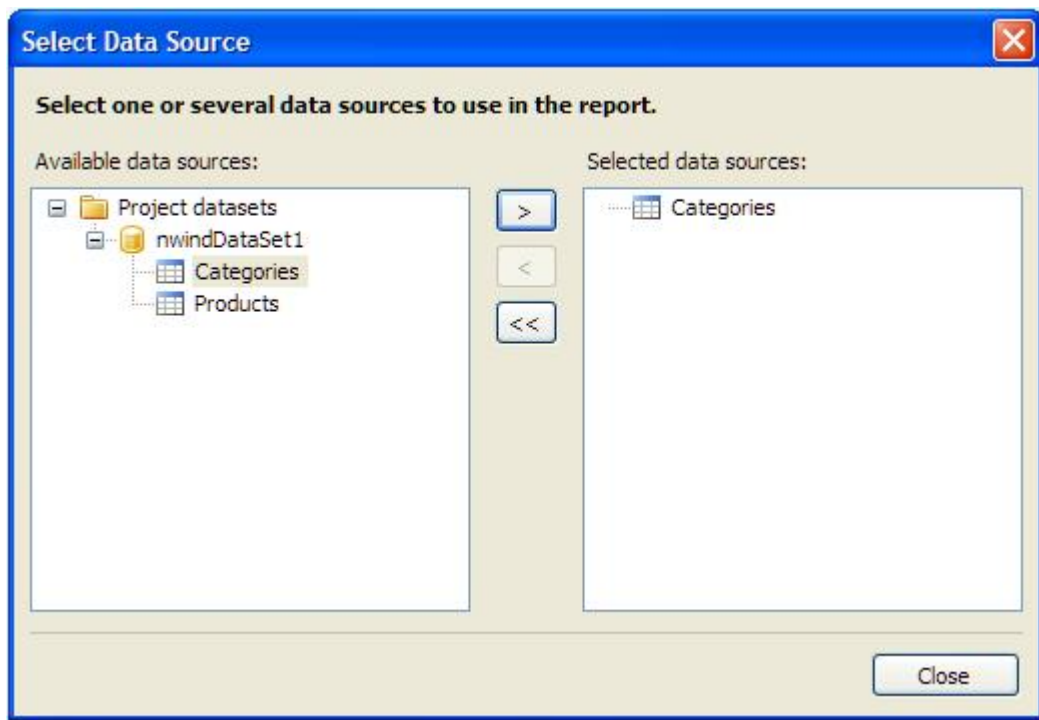 Select Data Source
Select one or several data sources to use in the report.
Available data sources:
Project datasets
nwindDataSet1
Categories
Products
>
<
<<
Selected data sources:
Categories
Close